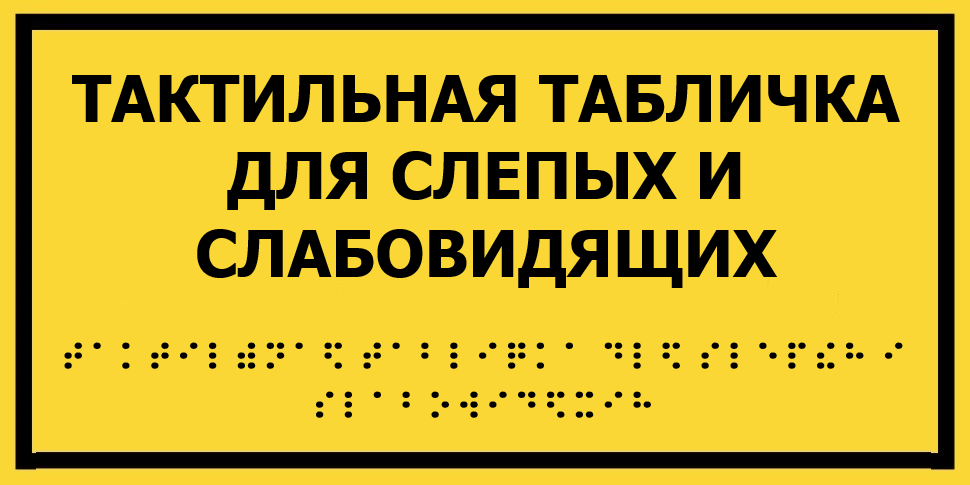 ТАКТИЛЬНАЯ ТАБЛИЧКА
ДЛЯ СЛЕПЫХ И
СЛАБОВИДЯЩИХ
⠞⠁⠅⠞⠊⠇⠾⠝⠁⠫ ⠞⠁⠃⠇⠊⠟⠅⠁ ⠙⠇⠫ ⠎⠇⠑⠏⠮⠓ ⠊
⠎⠇⠁⠃⠕⠺⠊⠙⠫⠭⠊⠓